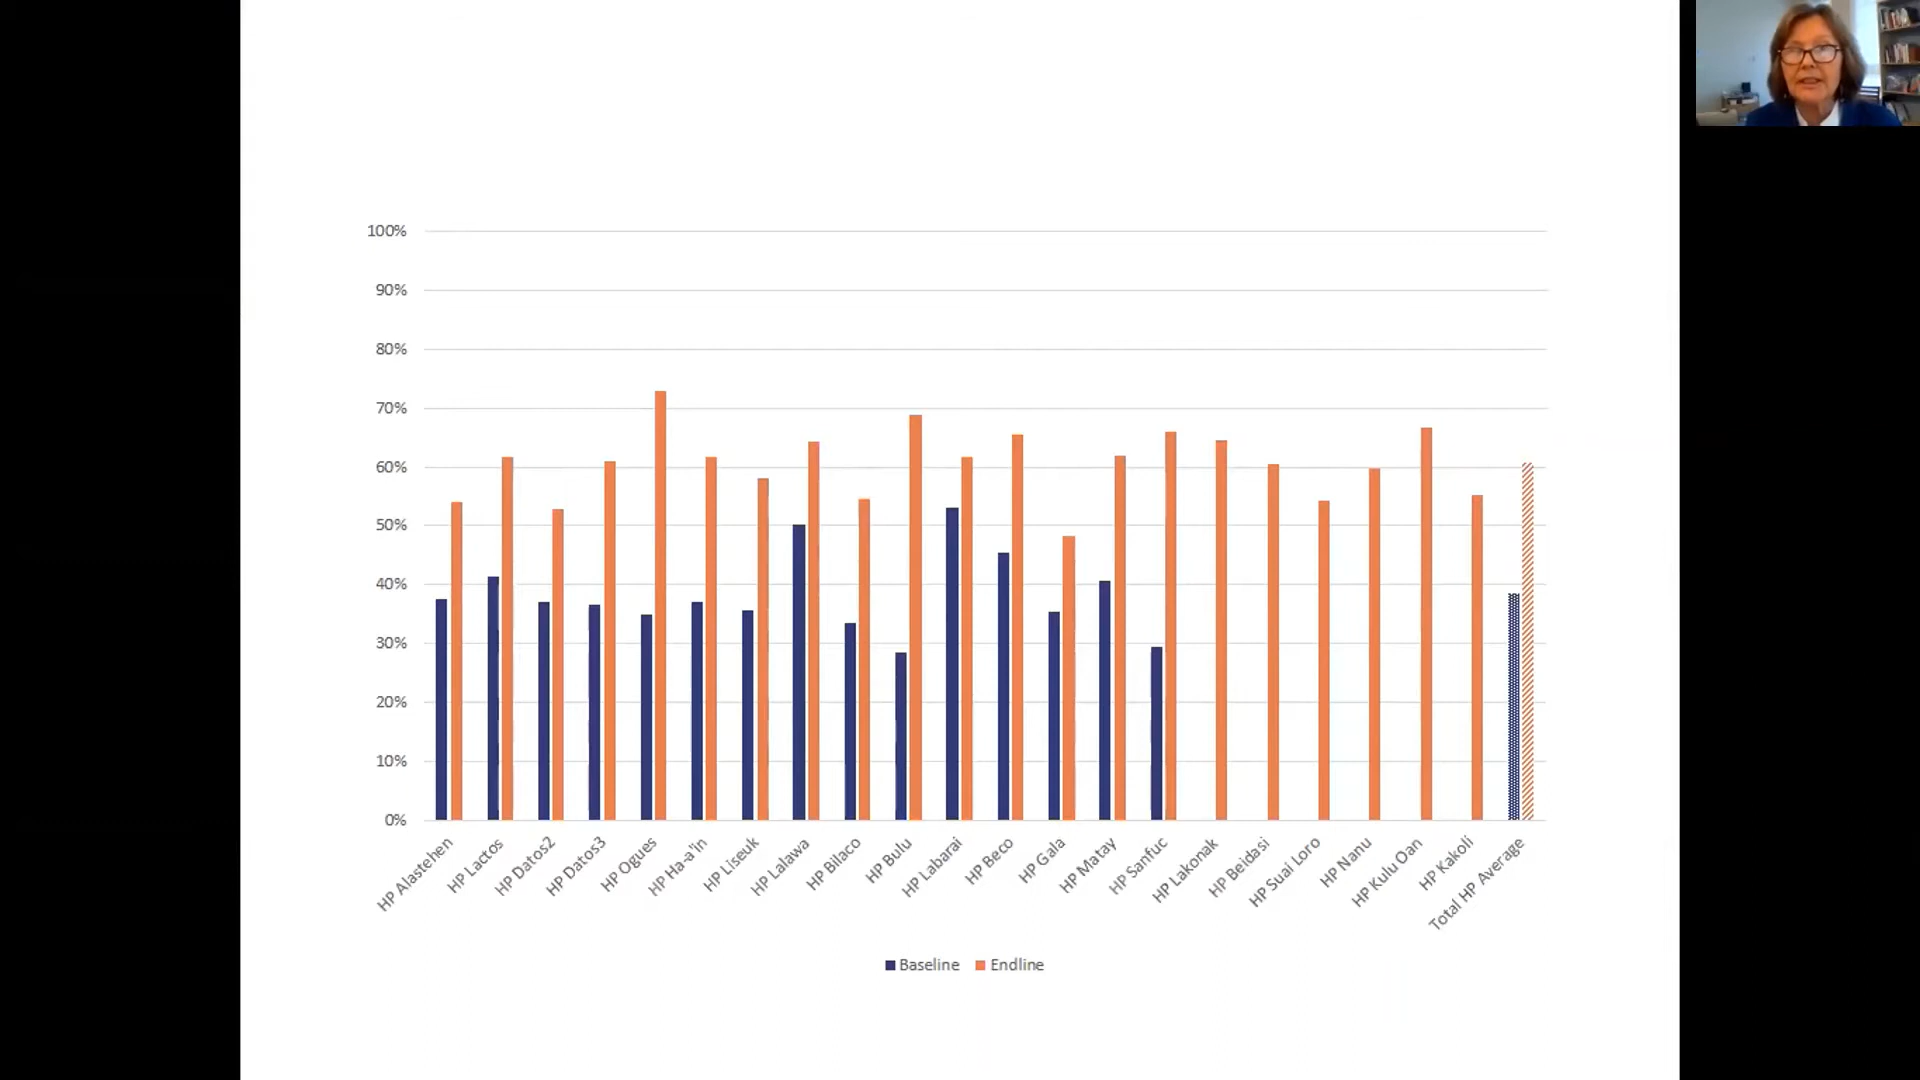 100%
90%
80%
70%
60%
50%
40%
30%
20%
10%
0%
HP Alastehen
HP Lactos
HP Datos2
HP Datos3
HP Ogues
HP Ha-a'in
HP Liseuk
HP Lalawa
HP Bilaco
HP Bulu
HP Labarai
HP Beco
HP Gala
HP Matay
HP Sanfuc
HP Lakonak
HP Beidasi
HP Suai Loro
HP Nanu
HP Kulu Oan
HP Kakoli
Total HP Average
Baseline Endline